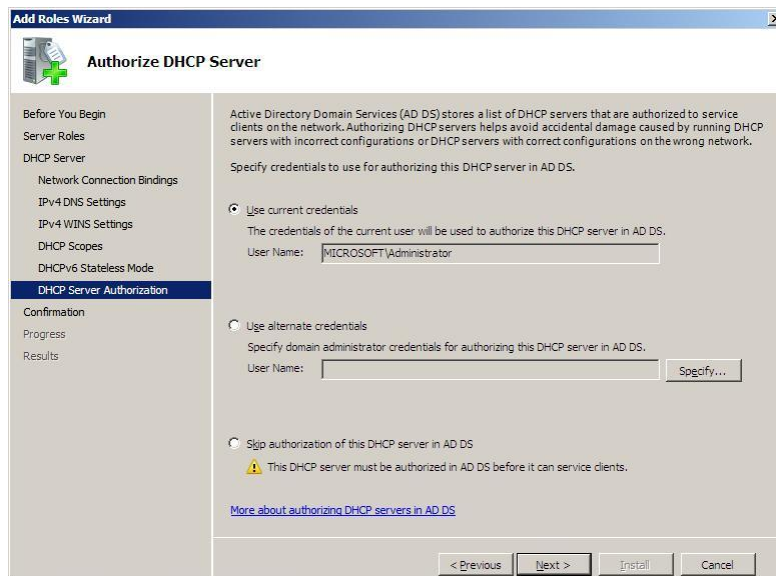 Add Roles Wizard
Authorize DHCP Server
Before You Begin
Server Roles
DHCP Server
Network Connection Bindings
IPv4 DNS Settings
IPv4 WINS Settings
DHCP Scopes
DHCPv6 Stateless Mode
DHCP Server Authorization
Confirmation
Progress
Results
Active Directory Domain Services (AD DS) stores a list of DHCP servers that are authorized to service
clients on the network. Authorizing DHCP servers helps avoid accidental damage caused by running DHCP
servers with incorrect configurations or DHCP servers with correct configurations on the wrong network.
Specify credentials to use for authorizing this DHCP server in AD DS.
Use current credentials
The credentials of the current user will be used to authorize this DHCP server in AD DS.
User Name: MICROSOFT\Administrator
Use alternate credentials
Specify domain administrator credentials for authorizing this DHCP server in AD DS.
User Name: Specify...
Skip authorization of this DHCP server in AD DS
This DHCP server must be authorized in AD DS before it can service clients.
More about authorizing DHCP servers in AD DS
< Previous Next > Install Cancel